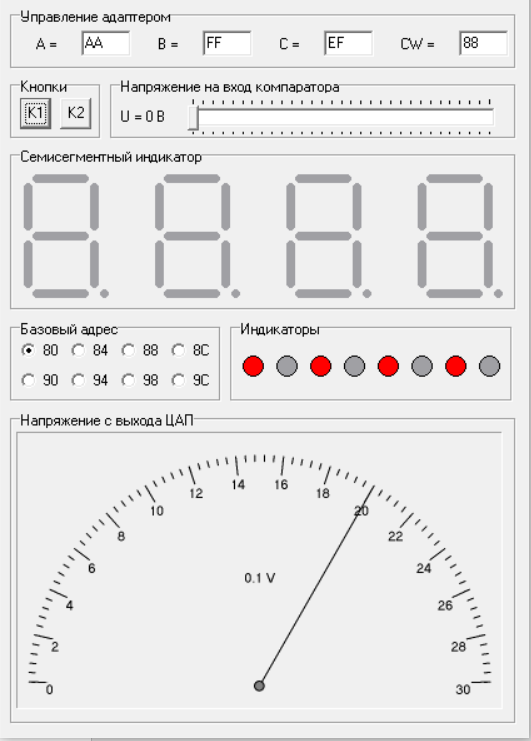 Управление адаптером
A = AA B = FF C = EF CW = 88
Кнопки
K1 K2
Напряжение на вход компаратора
U = 0 В
Семисегментный индикатор
Базовый адрес
80 84 88 8C
90 94 98 9C
Индикаторы
Напряжение с выхода ЦАП
0 2 4 6 8 10 12 14 16 18 20 22 24 26 28 30
0.1 V